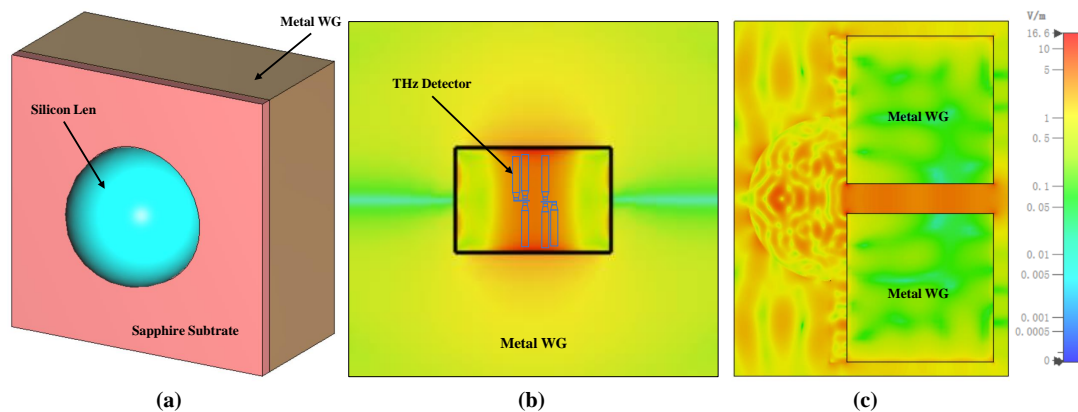 Metal WG
Silicon Len
Sapphire Subtrate
(a)
THz Detector
Metal WG
(b)
Metal WG
Metal WG
(c)
V/m
16.6
10
5
1
0.5
0.1
0.05
0.01
0.005
0.001
0.0005
0